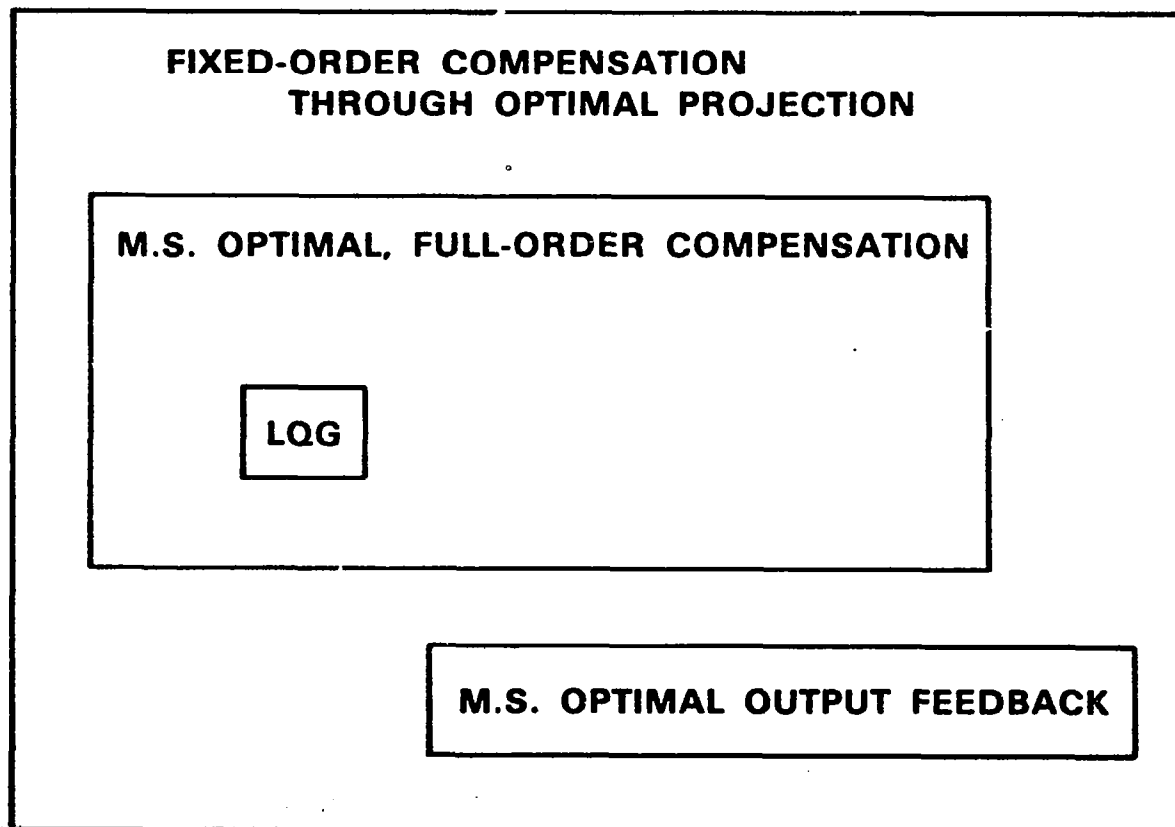 FIXED-ORDER COMPENSATION
THROUGH OPTIMAL PROJECTION
M.S. OPTIMAL, FULL-ORDER COMPENSATION
LQG
M.S. OPTIMAL OUTPUT FEEDBACK